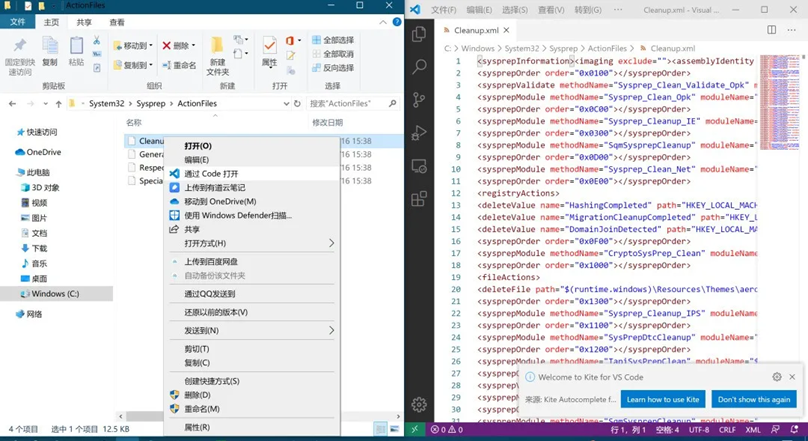 ActionFiles
文件
主页
共享
查看
固定到快
速访问
复制
粘贴
移动到
复制到
删除
重命名
新建
文件夹
属性
全部选择
全部取消
反向选择
剪贴板
组织
新建
打开
选择
System32 > Sysprep > ActionFiles
搜索"ActionFiles"
名称
修改日期
快速访问
OneDrive
此电脑
3D 对象
视频
图片
文档
下载
音乐
桌面
Windows (C:)
网络
16 15:38
16 15:38
16 15:38
16 15:38
打开(O)
编辑(E)
通过 Code 打开
上传到有道云笔记
移动到 OneDrive(M)
使用 Windows Defender扫描...
共享
打开方式(H)
上传到百度网盘
自动备份该文件夹
通过QQ发送到
还原以前的版本(V)
发送到(N)
剪切(T)
复制(C)
创建快捷方式(S)
删除(D)
重命名(M)
属性(R)
4 个项目 选中 1 个项目 12.5 KB
文件(F) 编辑(E) 选择(S) 查看(V) 转到(G) ··· Cleanup.xml - Visual ...
Cleanup.xml
C: > Windows > System32 > Sysprep > ActionFiles > Cleanup.xml
1 <sysprepInformation><imaging exclude=""><assemblyIdentity
2 <sysprepOrder order="0x0100"></sysprepOrder>
3 <sysprepValidate methodName="Sysprep_Clean_Validate_Opk" m
4 <sysprepModule methodName="Sysprep_Clean_Opk" moduleName=
5 <sysprepOrder order="0x0C00"></sysprepOrder>
6 <sysprepModule methodName="Sysprep_Cleanup_IE" moduleName=
7 <sysprepOrder order="0x0300"></sysprepOrder>
8 <sysprepModule methodName="SqmSysprepCleanup" moduleName="
9 <sysprepOrder order="0x0D00"></sysprepOrder>
10 <sysprepModule methodName="Sysprep_Clean_Net" moduleName="
11 <sysprepOrder order="0x0E00"></sysprepOrder>
12 <registryActions>
13 <deleteValue name="HashingCompleted" path="HKEY_LOCAL_MACH
14 <deleteValue name="MigrationCleanupCompleted" path="HKEY_L
15 <deleteValue name="DomainJoinDetected" path="HKEY_LOCAL_MA
16 <sysprepOrder order="0x0F00"></sysprepOrder>
17 <sysprepModule methodName="CryptoSysPrep_Clean" moduleName
18 <sysprepOrder order="0x1000"></sysprepOrder>
19 <fileActions>
20 <deleteFile path="$(runtime.windows)\Resources\Themes\aero
21 <sysprepOrder order="0x1300"></sysprepOrder>
22 <sysprepModule methodName="Sysprep_Cleanup_IPS" moduleName
23 <sysprepOrder order="0x1100"></sysprepOrder>
24 <sysprepModule methodName="SysPrepDtcCleanup" moduleName="
25 <sysprepOrder order="0x1200"></sysprepOrder>
26 <sysprepModule methodName="TapiSysPrepClean" moduleName="$
27
28
29
30
31
Welcome to Kite for VS Code
来源: Kite Autocomplete f...
Learn how to use Kite
Don't show this again
0 0 行 1，列 1 空格: 4 UTF-8 CRLF XML